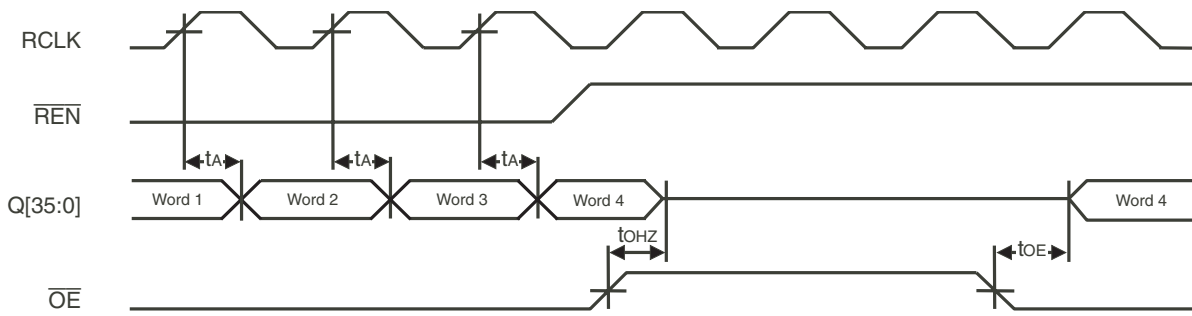 RCLK
REN
tA tA tA
Q[35:0] Word 1 Word 2 Word 3 Word 4 Word 4
tOHZ tOE
OE